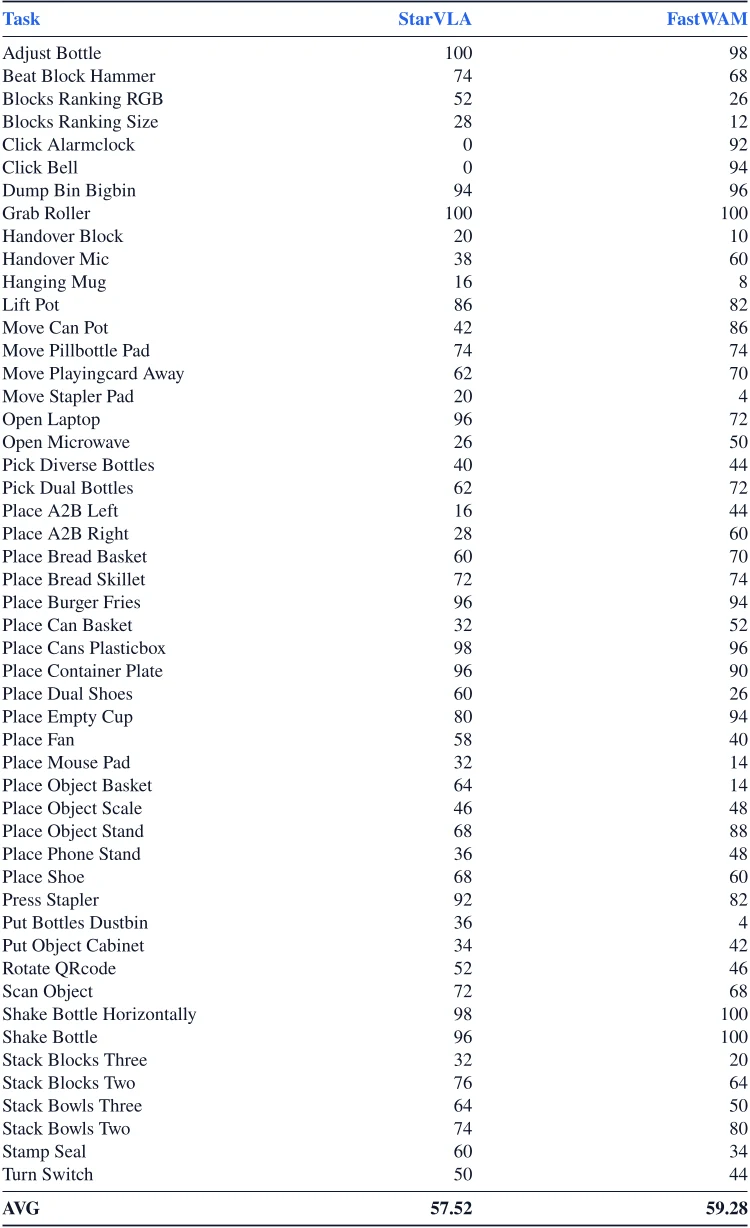 Task StarVLA FastWAM
Adjust Bottle 100 98
Beat Block Hammer 74 68
Blocks Ranking RGB 52 26
Blocks Ranking Size 28 12
Click Alarmclock 0 92
Click Bell 0 94
Dump Bin Bigbin 94 96
Grab Roller 100 100
Handover Block 20 10
Handover Mic 38 60
Hanging Mug 16 8
Lift Pot 86 82
Move Can Pot 42 86
Move Pillbottle Pad 74 74
Move Playingcard Away 62 70
Move Stapler Pad 20 4
Open Laptop 96 72
Open Microwave 26 50
Pick Diverse Bottles 40 44
Pick Dual Bottles 62 72
Place A2B Left 16 44
Place A2B Right 28 60
Place Bread Basket 60 70
Place Bread Skillet 72 74
Place Burger Fries 96 94
Place Can Basket 32 52
Place Cans Plasticbox 98 96
Place Container Plate 96 90
Place Dual Shoes 60 26
Place Empty Cup 80 94
Place Fan 58 40
Place Mouse Pad 32 14
Place Object Basket 64 14
Place Object Scale 46 48
Place Object Stand 68 88
Place Phone Stand 36 48
Place Shoe 68 60
Press Stapler 92 82
Put Bottles Dustbin 36 4
Put Object Cabinet 34 42
Rotate QRcode 52 46
Scan Object 72 68
Shake Bottle Horizontally 98 100
Shake Bottle 96 100
Stack Blocks Three 32 20
Stack Blocks Two 76 64
Stack Bowls Three 64 50
Stack Bowls Two 74 80
Stamp Seal 60 34
Turn Switch 50 44
AVG 57.52 59.28